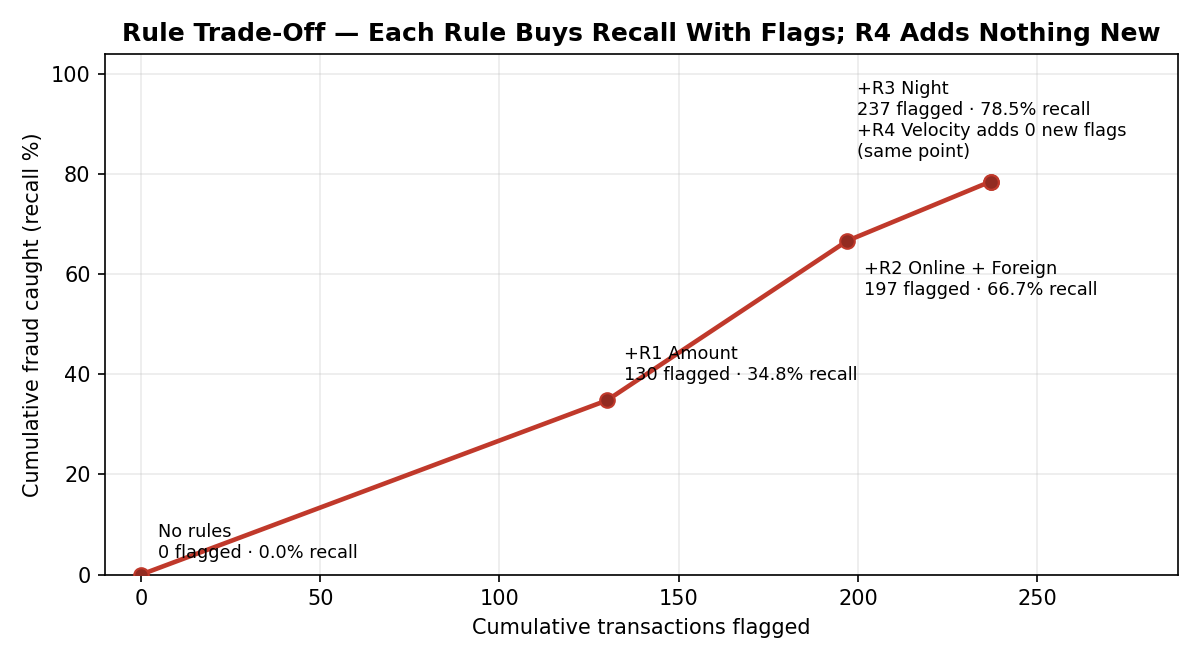 Rule Trade-Off — Each Rule Buys Recall With Flags; R4 Adds Nothing New
Cumulative fraud caught (recall %)
100
80
60
40
20
0
+R3 Night
237 flagged · 78.5% recall
+R4 Velocity adds 0 new flags
(same point)
+R2 Online + Foreign
197 flagged · 66.7% recall
+R1 Amount
130 flagged · 34.8% recall
No rules
0 flagged · 0.0% recall
0
50
100
150
200
250
Cumulative transactions flagged